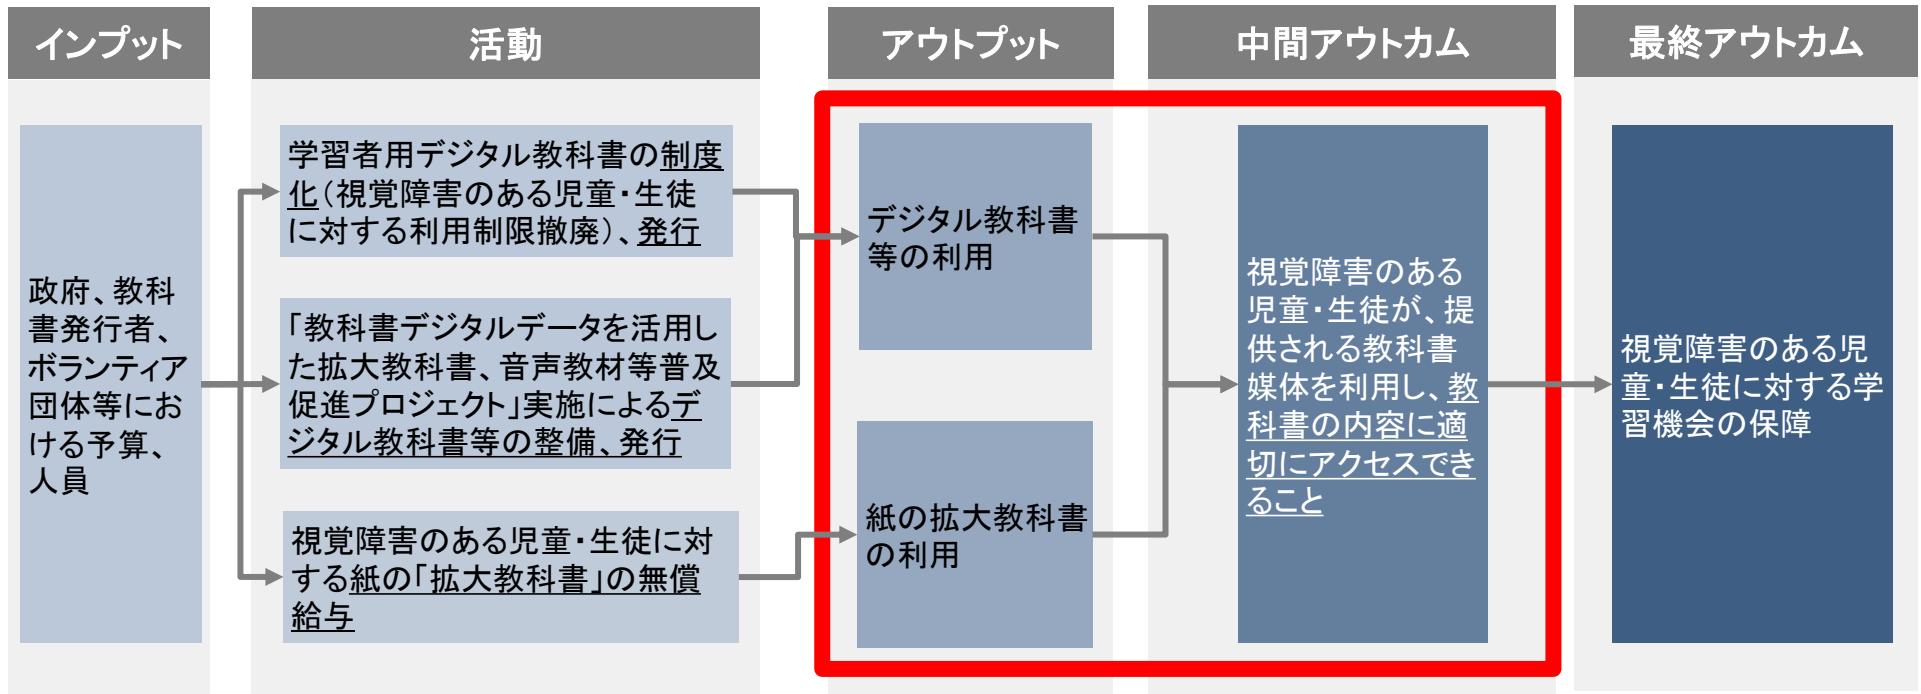 インプット
活動
アウトプット
中間アウトカム
最終アウトカム
政府、教科
書発行者、
ボランティア
団体等にお
ける予算、
人員
学習者用デジタル教科書の制度
化（視覚障害のある児童・生徒
に対する利用制限撤廃）、発行
「教科書デジタルデータを活用し
た拡大教科書、音声教材等普及
促進プロジェクト」実施によるデ
ジタル教科書等の整備、発行
視覚障害のある児童・生徒に対
する紙の「拡大教科書」の無償
給与
デジタル教科書
等の利用
紙の拡大教科書
の利用
視覚障害のある
児童・生徒が、提
供される教科書
媒体を利用し、教
科書の内容に適
切にアクセスでき
ること
視覚障害のある児
童・生徒に対する学
習機会の保障